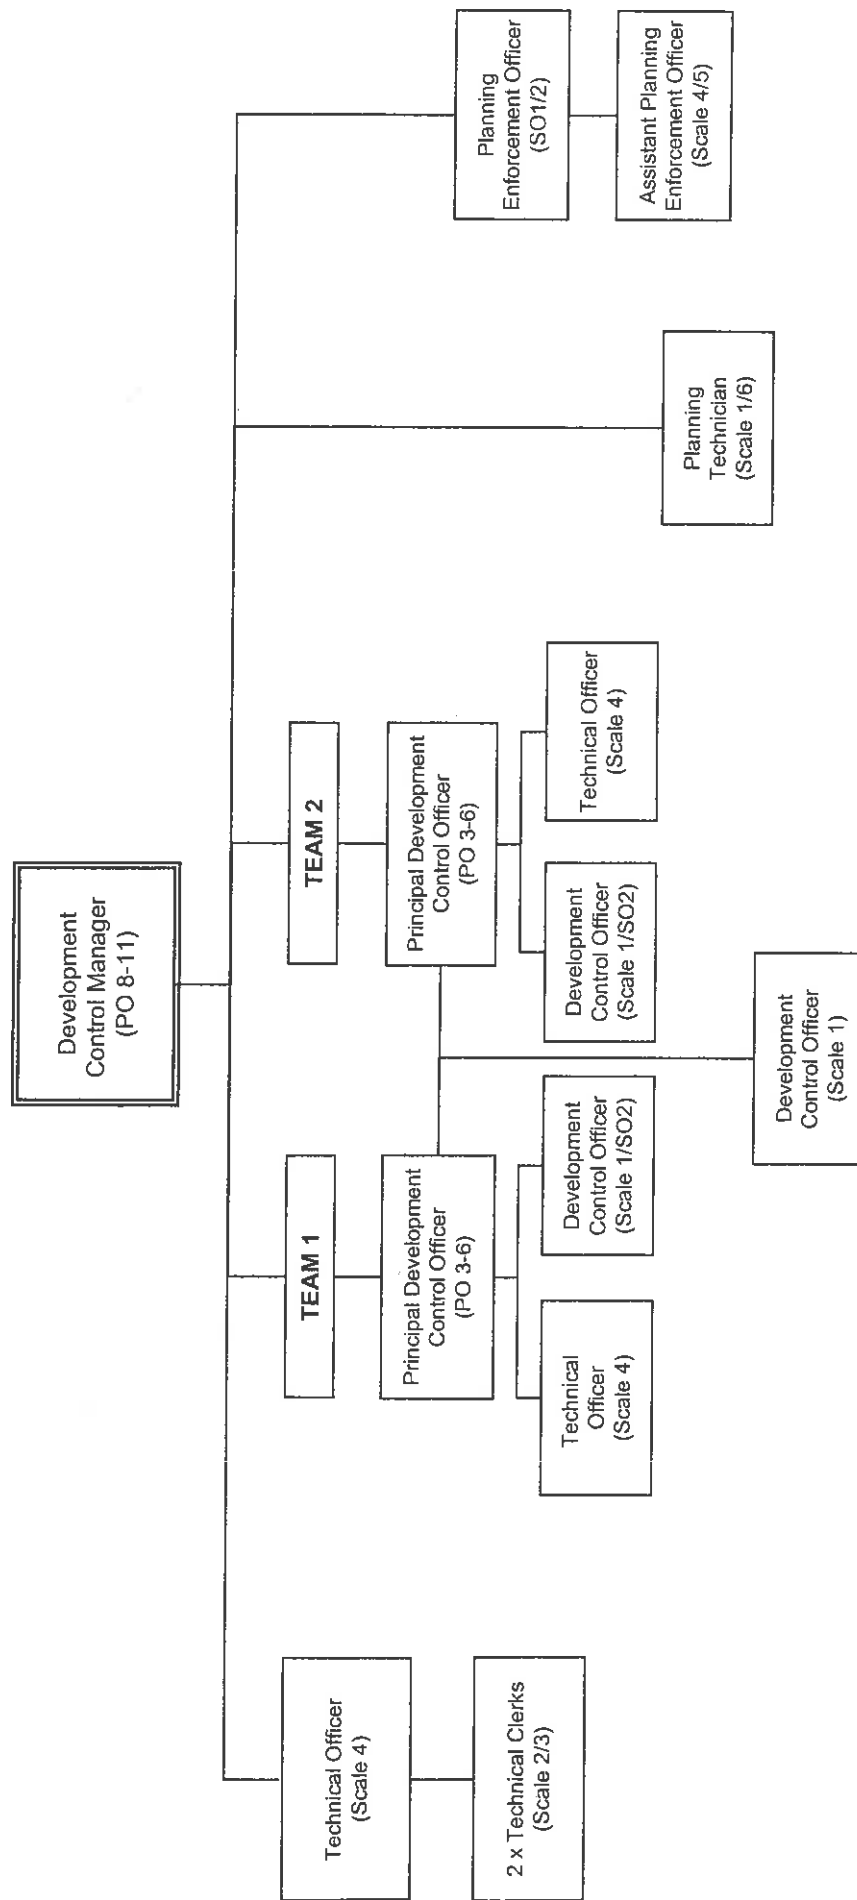 Development
Control Manager
(PO 8-11)
TEAM 1
TEAM 2
Technical Officer
(Scale 4)
2 x Technical Clerks
(Scale 2/3)
Principal Development
Control Officer
(PO 3-6)
Technical
Officer
(Scale 4)
Development
Control Officer
(Scale 1/SO2)
Principal Development
Control Officer
(PO 3-6)
Development
Control Officer
(Scale 1/SO2)
Technical Officer
(Scale 4)
Development
Control Officer
(Scale 1)
Planning
Technician
(Scale 1/6)
Planning
Enforcement Officer
(SO1/2)
Assistant Planning
Enforcement Officer
(Scale 4/5)